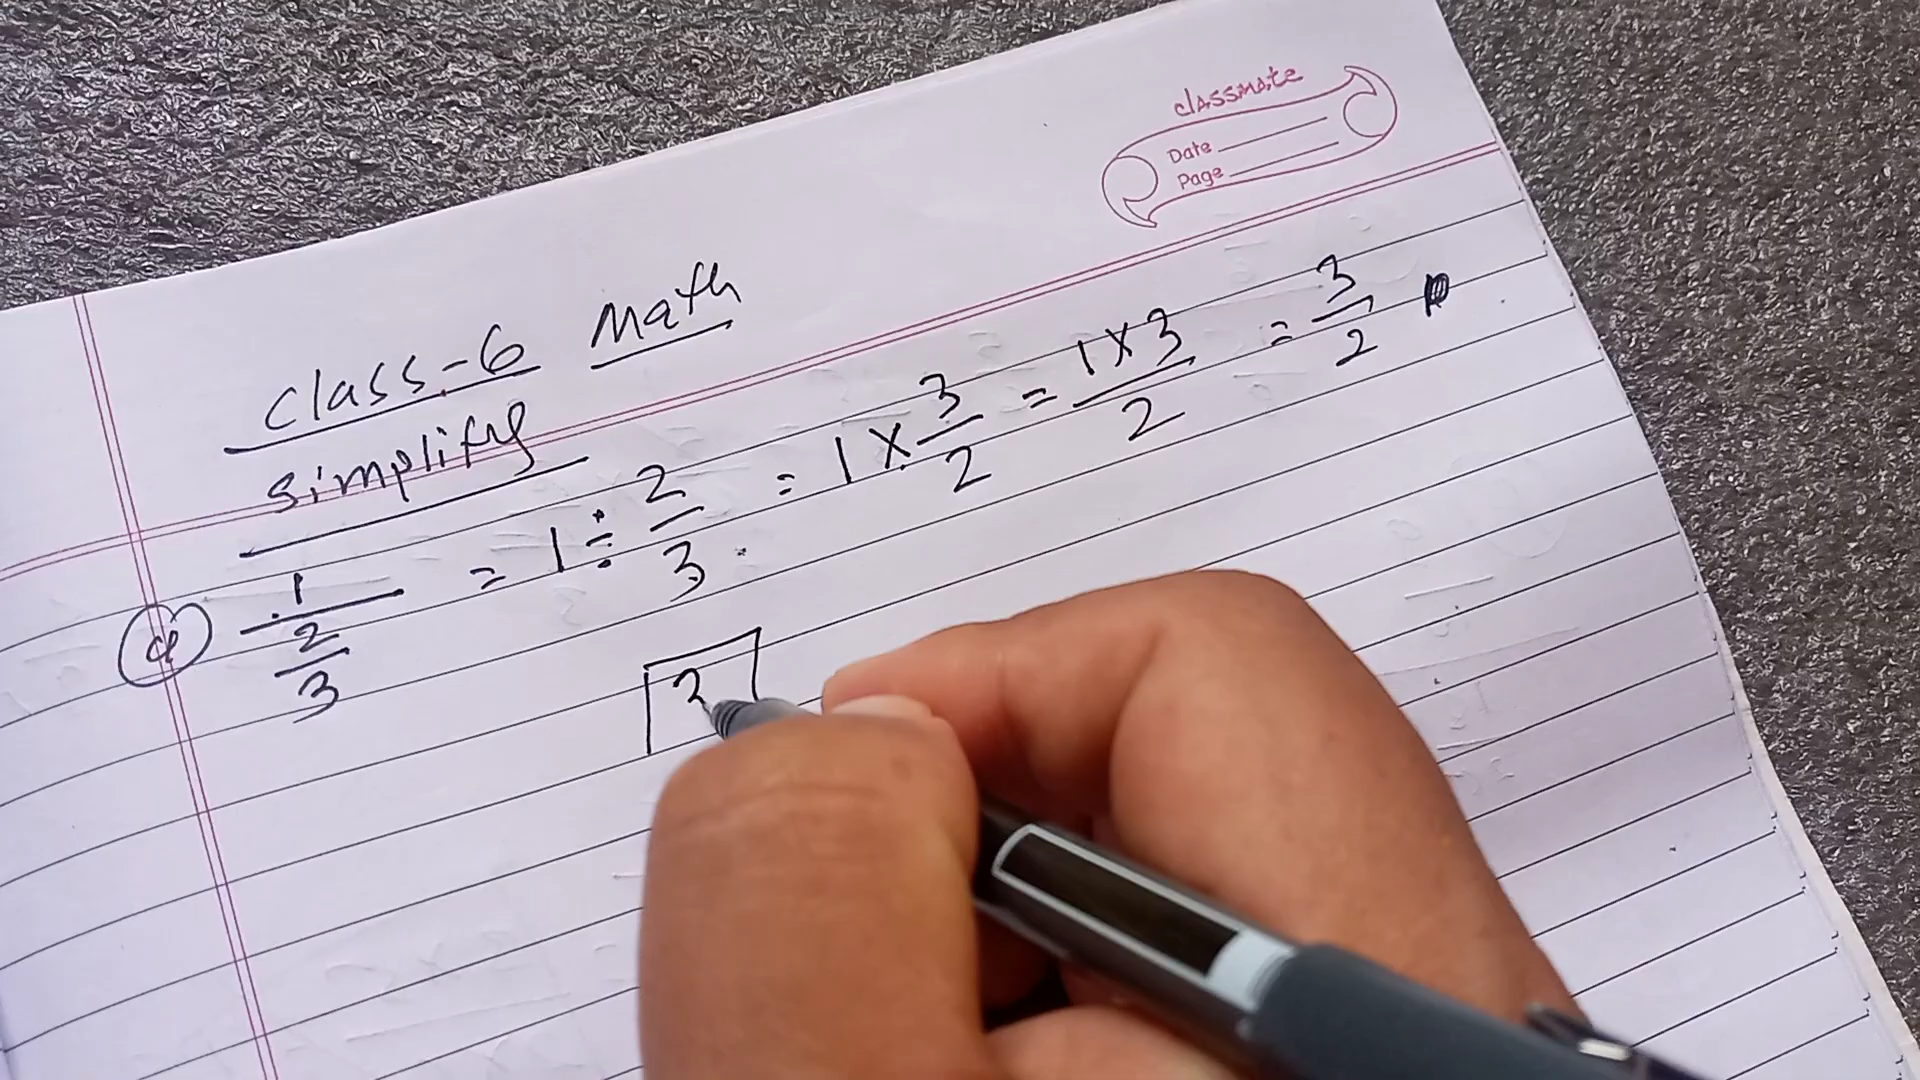 classmate
Date
Page
class-6 Math
simplify
(a) 1/(2/3) = 1 ÷ 2/3 = 1 × 3/2 = 1×3/2 = 3/2
3